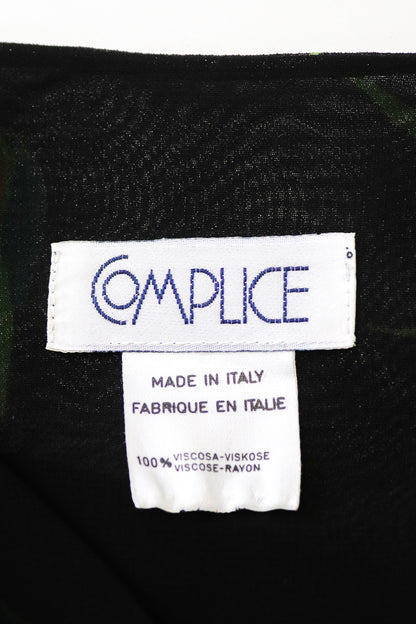 COMPLICE
MADE IN ITALY
FABRIQUE EN ITALIE
100% VISCOSA-VISKOSE
VISCOSE-RAYON